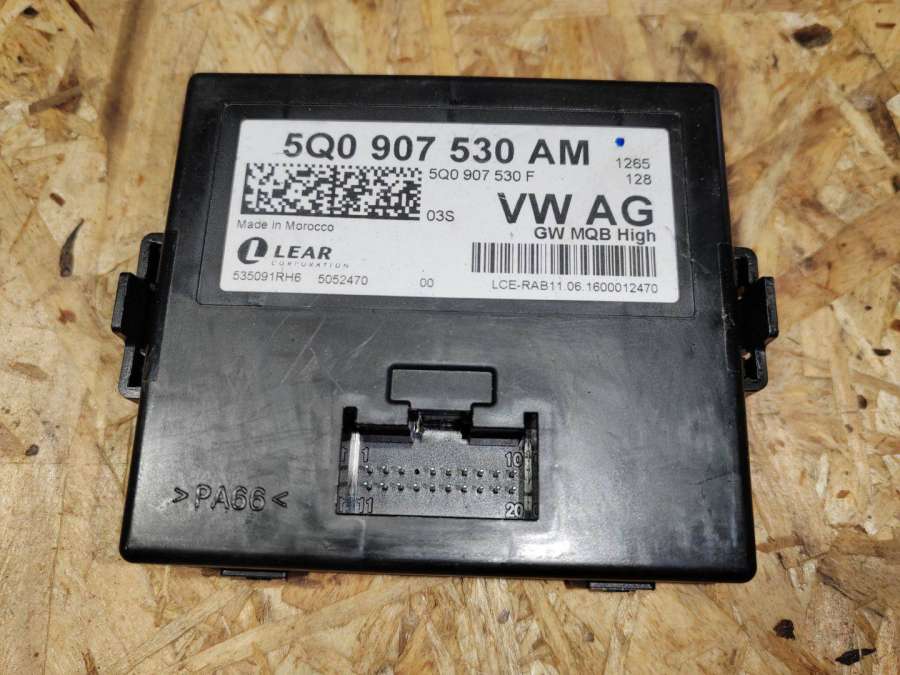 5Q0 907 530 AM
1265
5Q0 907 530 F
128
03S
VW AG
Made in Morocco
GW MQB High
LEAR
CORPORATION
535091RH6 5052470 00
LCE-RAB11.06.1600012470
1 10
11 20
>PA66<